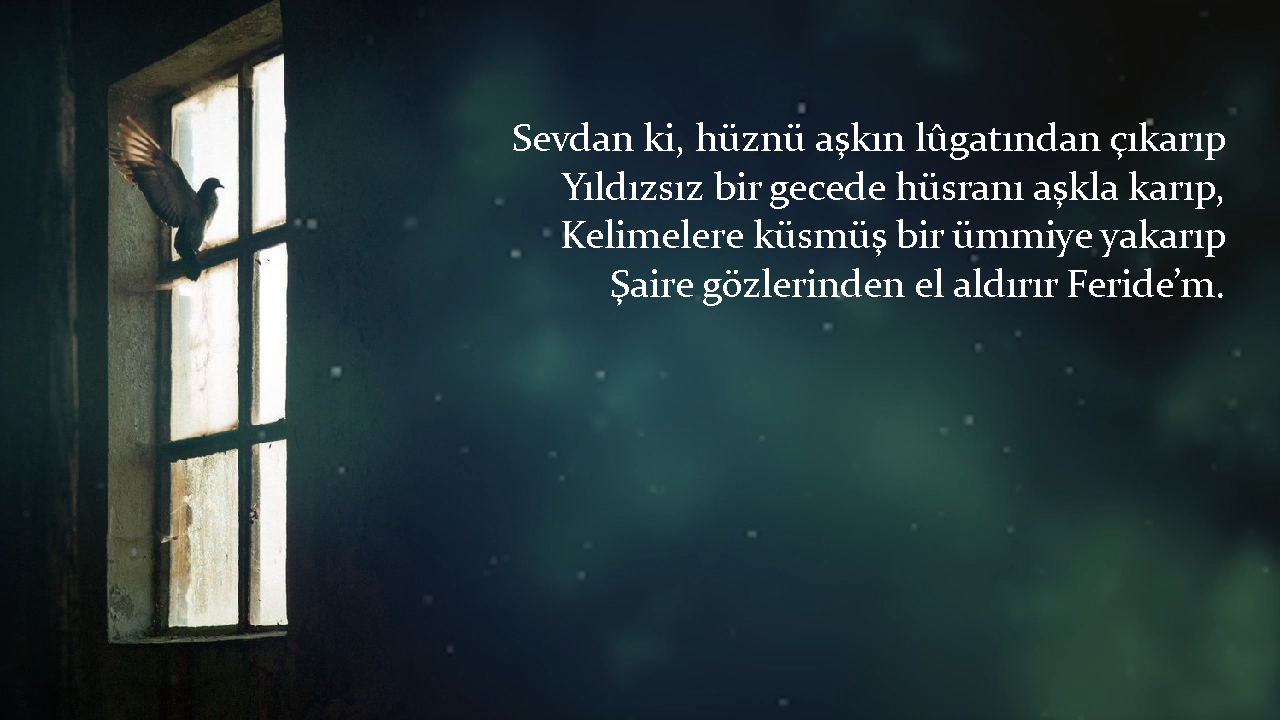 Sevdan ki, hüznü aşkın lûgatından çıkarıp
Yıldızsız bir gecede hüsranı aşkla karıp,
Kelimelere küsmüş bir ümmiye yakarıp
Şaire gözlerinden el aldırır Feride’m.